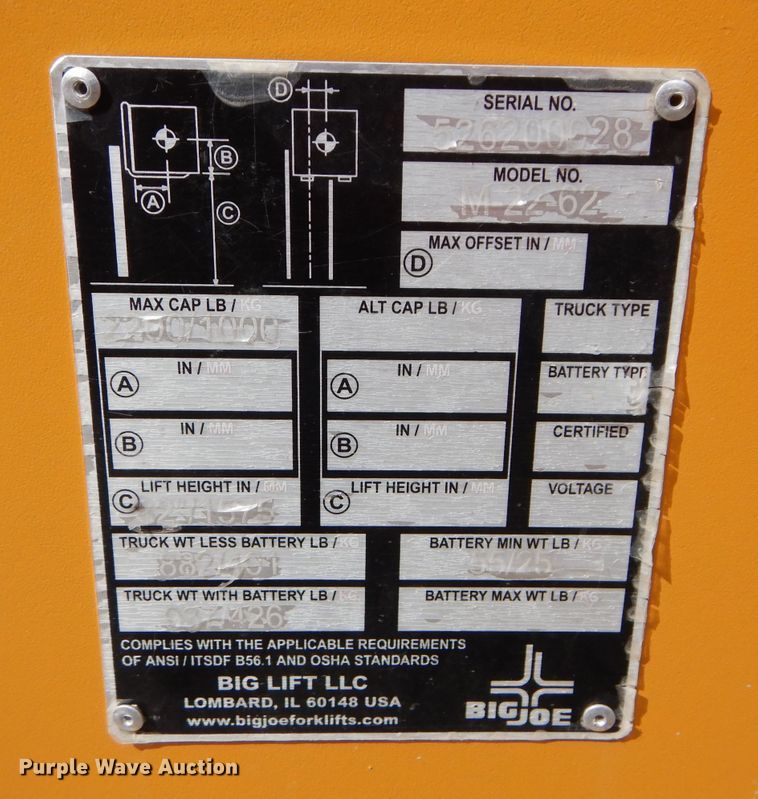 D
SERIAL NO.
B
MODEL NO.
M 22-62
A
C
MAX OFFSET IN / MM
D
MAX CAP LB / KG
ALT CAP LB / KG
TRUCK TYPE
A
IN / MM
A
IN / MM
BATTERY TYPE
B
IN / MM
B
IN / MM
CERTIFIED
C
LIFT HEIGHT IN / MM
C
LIFT HEIGHT IN / MM
VOLTAGE
TRUCK WT LESS BATTERY LB / KG
BATTERY MIN WT LB / KG
55/25
TRUCK WT WITH BATTERY LB / KG
BATTERY MAX WT LB / KG
COMPLIES WITH THE APPLICABLE REQUIREMENTS
OF ANSI / ITSDF B56.1 AND OSHA STANDARDS
BIG LIFT LLC
LOMBARD, IL 60148 USA
www.bigjoeforklifts.com
BIG JOE
Purple Wave Auction